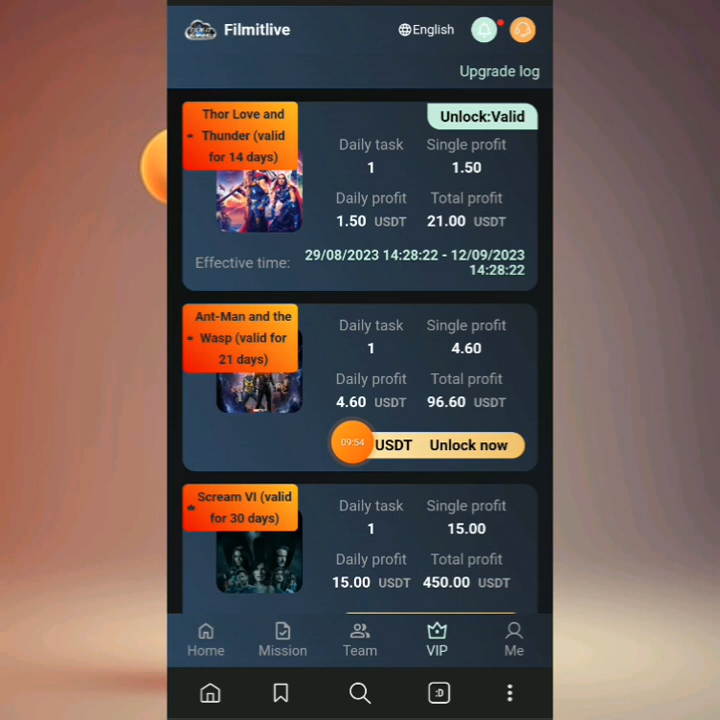 Filmitlive
English
Upgrade log
Thor Love and
Thunder (valid
for 14 days)
Unlock:Valid
Daily task
Single profit
1
1.50
Daily profit
Total profit
1.50 USDT
21.00 USDT
Effective time:
29/08/2023 14:28:22 - 12/09/2023
14:28:22
Ant-Man and the
Wasp (valid for
21 days)
Daily task
Single profit
1
4.60
Daily profit
Total profit
4.60 USDT
96.60 USDT
09:54
USDT Unlock now
Scream VI (valid
for 30 days)
Daily task
Single profit
1
15.00
Daily profit
Total profit
15.00 USDT
450.00 USDT
Home
Mission
Team
VIP
Me
:D